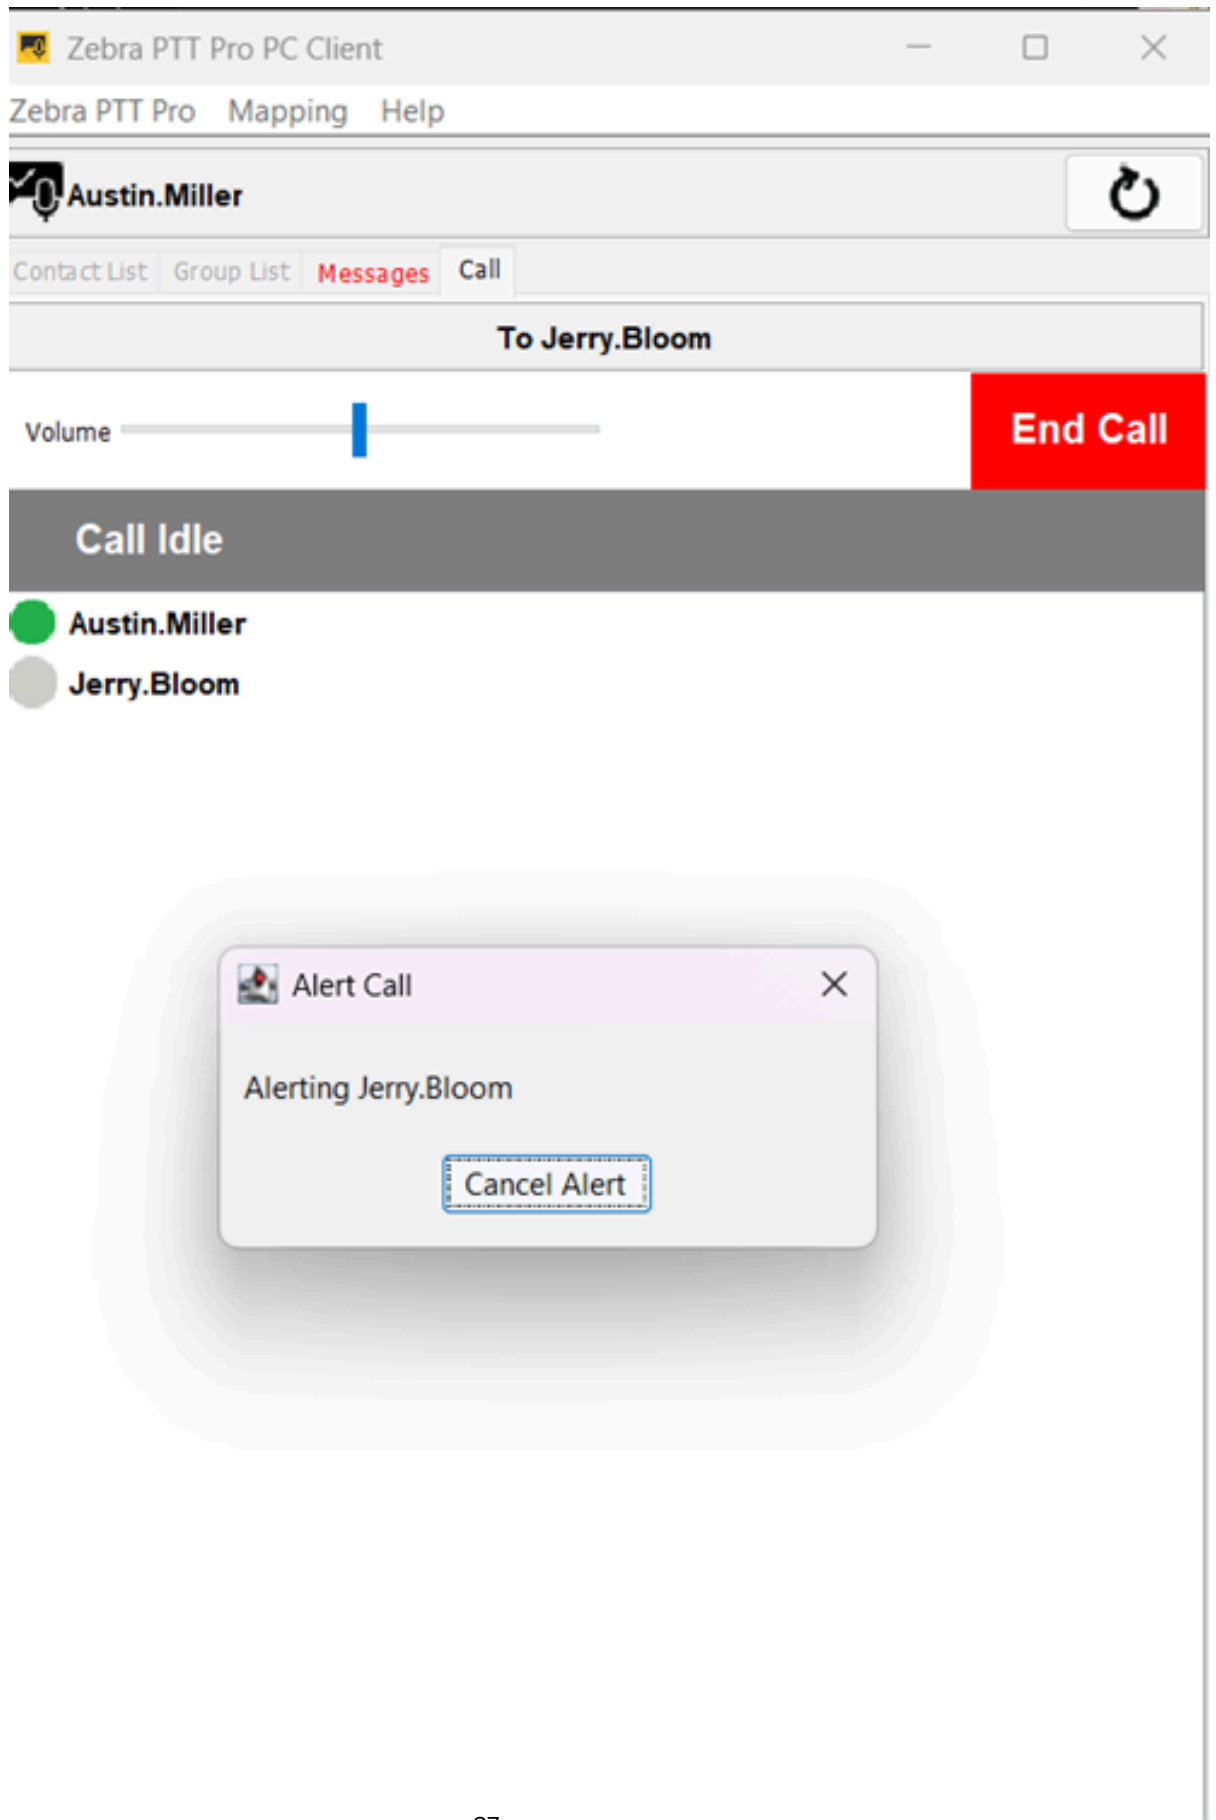 Zebra PTT Pro PC Client
Zebra PTT Pro Mapping Help
Austin.Miller
Contact List Group List Messages Call
To Jerry.Bloom
Volume
End Call
Call Idle
Austin.Miller
Jerry.Bloom
Alert Call
Alerting Jerry.Bloom
Cancel Alert